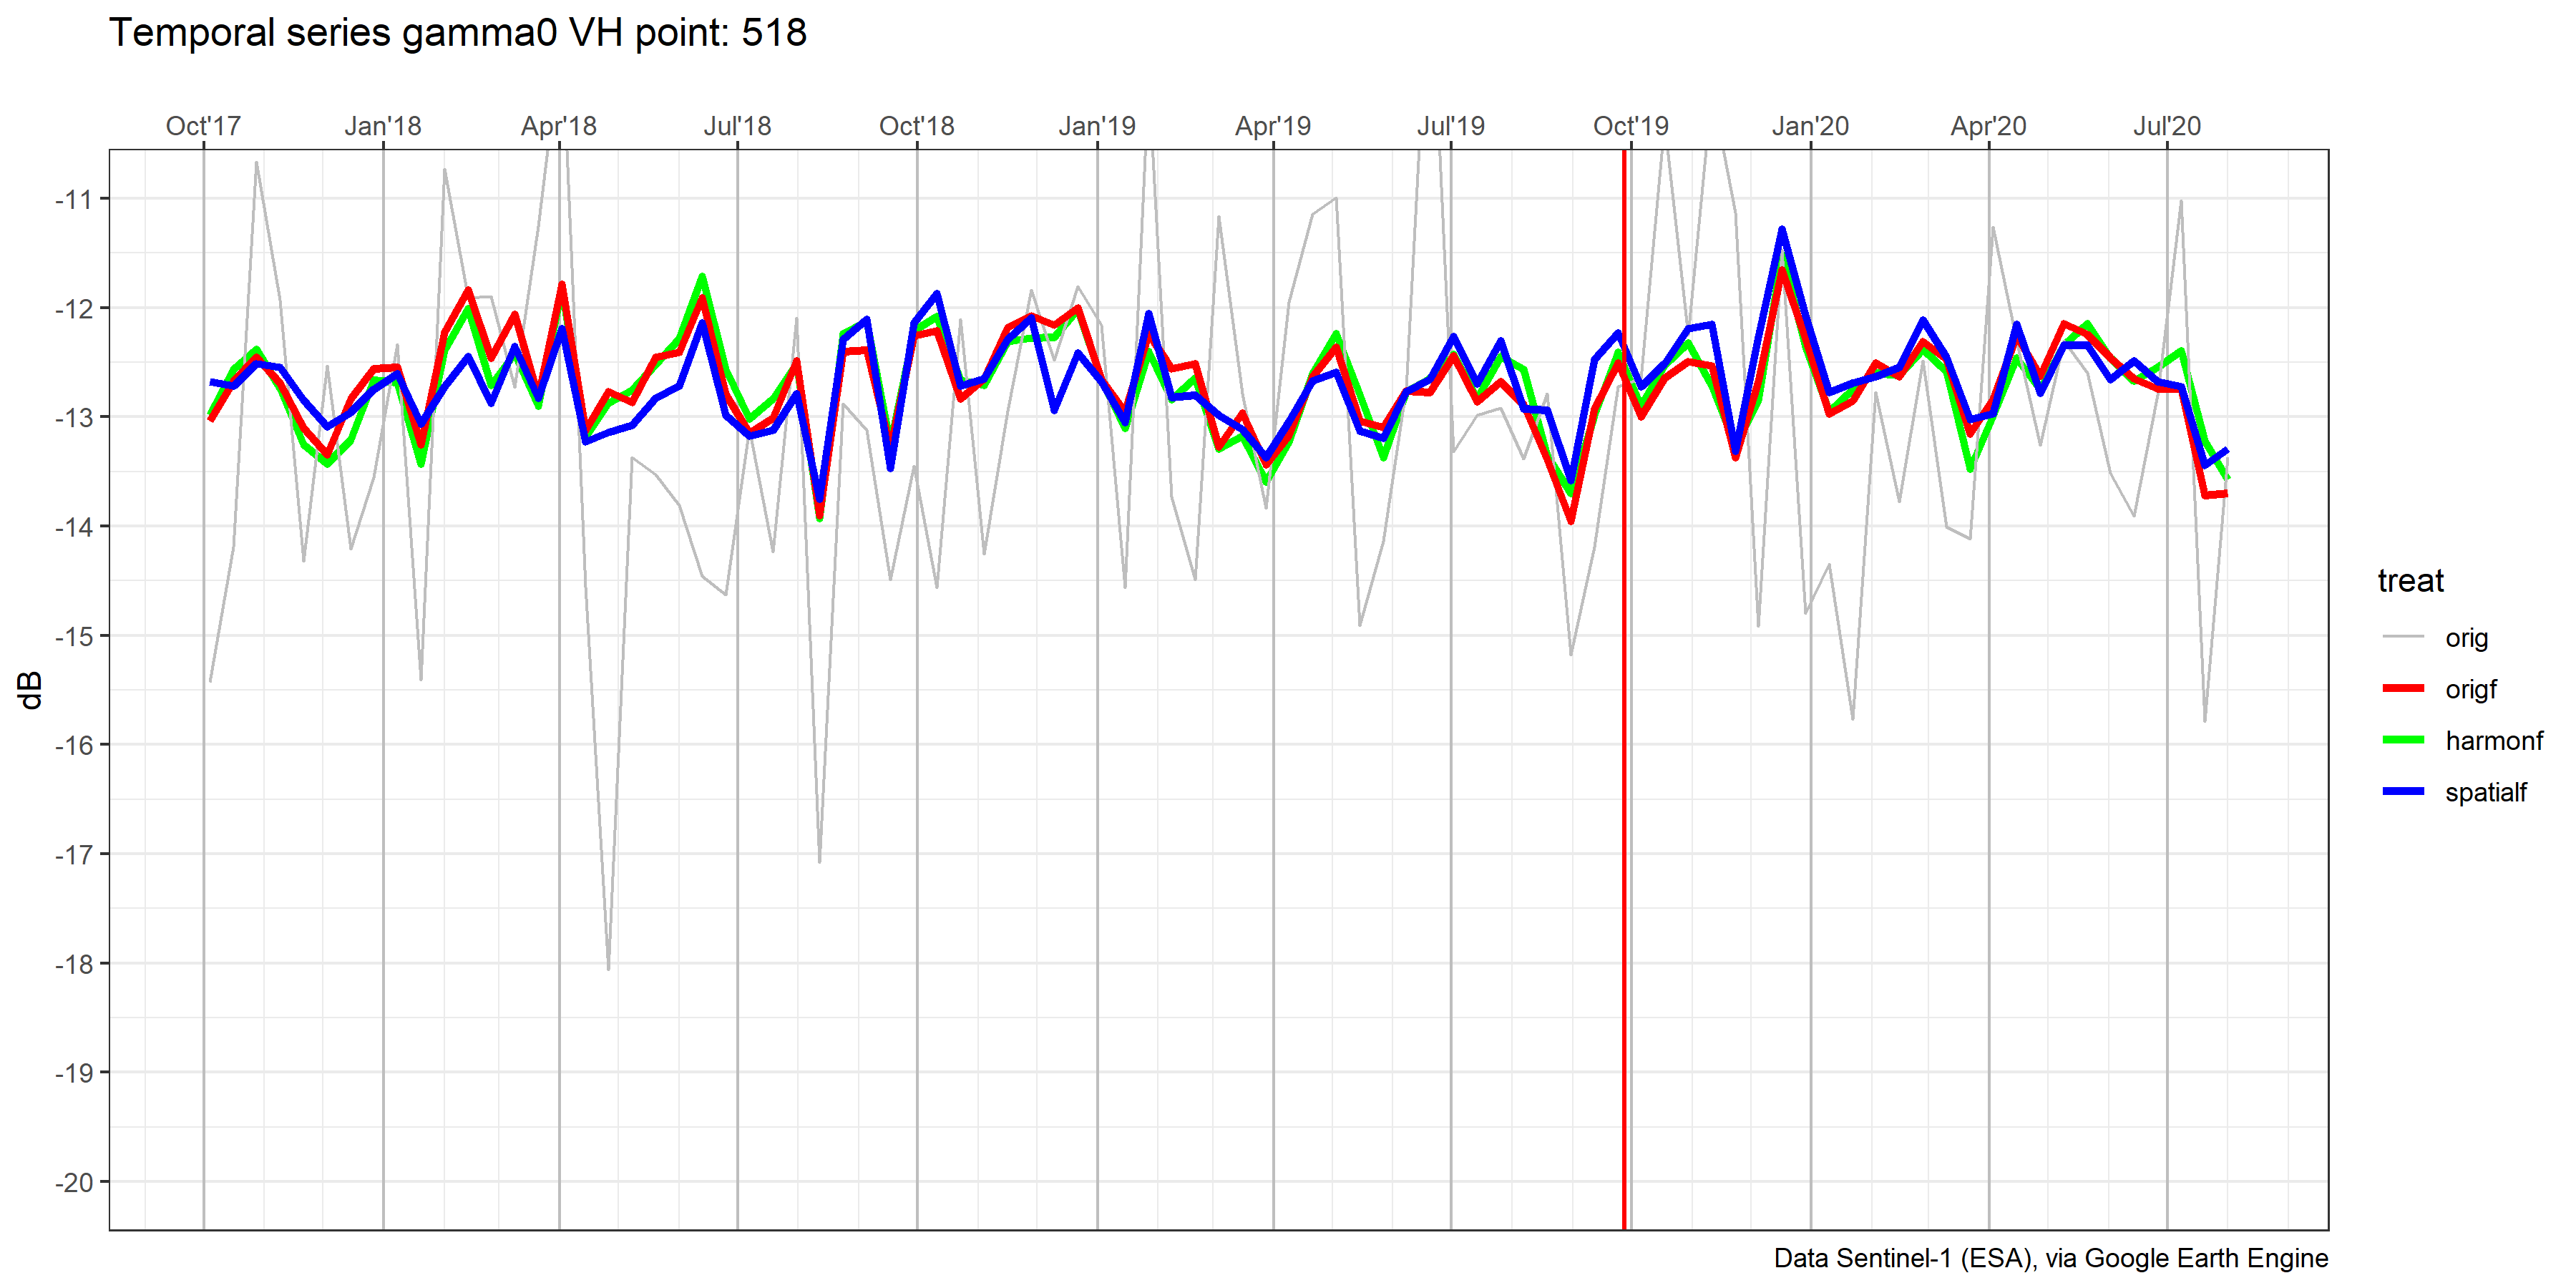 Temporal series gamma0 VH point: 518
Oct'17 Jan'18 Apr'18 Jul'18 Oct'18 Jan'19 Apr'19 Jul'19 Oct'19 Jan'20 Apr'20 Jul'20
-11
-12
-13
-14
-15
-16
-17
-18
-19
-20
dB
treat
orig
origf
harmonf
spatialf
Data Sentinel-1 (ESA), via Google Earth Engine